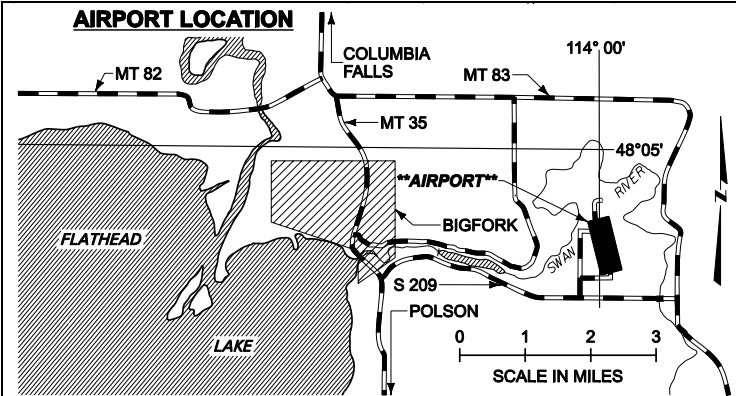 AIRPORT LOCATION
COLUMBIA
FALLS
114° 00'
MT 82
MT 83
MT 35
48°05'
**AIRPORT**
RIVER
N
BIGFORK
FLATHEAD
SWAN
S 209
POLSON
LAKE
0 1 2 3
SCALE IN MILES